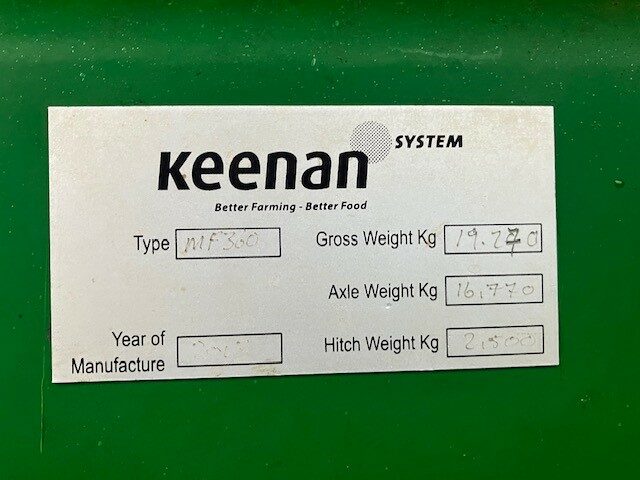 SYSTEM
Keenan
Better Farming - Better Food
Type MF360 Gross Weight Kg 19.270
Axle Weight Kg 16.770
Year of
Manufacture
Hitch Weight Kg 2.500